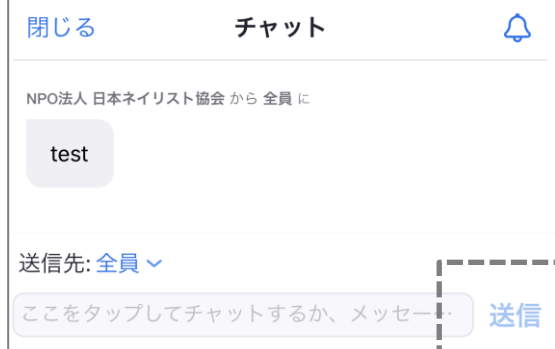 閉じる チャット
NPO法人 日本ネイリスト協会 から 全員 に
test
送信先: 全員
ここをタップしてチャットするか、メッセー… 送信